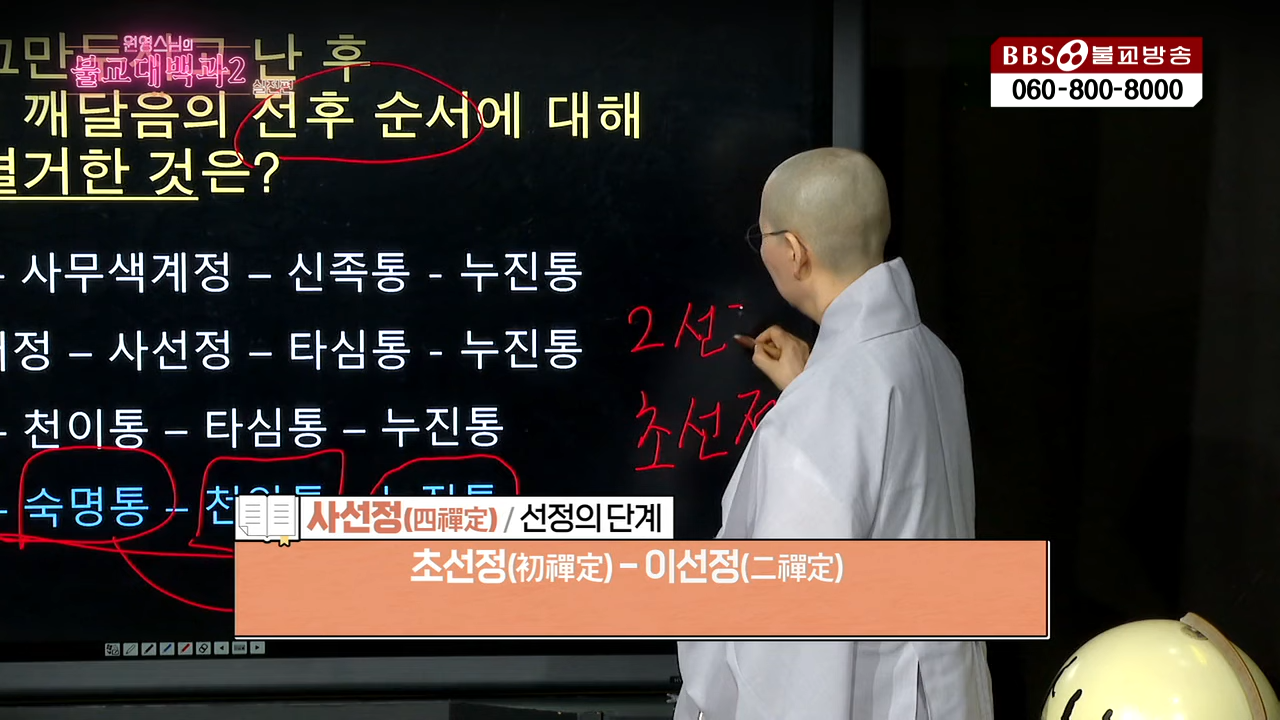 원영스님의
불교대백과2
실전편
BBS 불교방송
060-800-8000
난 후
깨달음의 전후 순서에 대해
열거한 것은?
– 사무색계정 – 신족통 - 누진통
정 – 사선정 – 타심통 - 누진통
– 천이통 – 타심통 – 누진통
– 숙명통 –
2선
초선정
사선정(四禪定) / 선정의 단계
초선정(初禪定) – 이선정(二禪定)